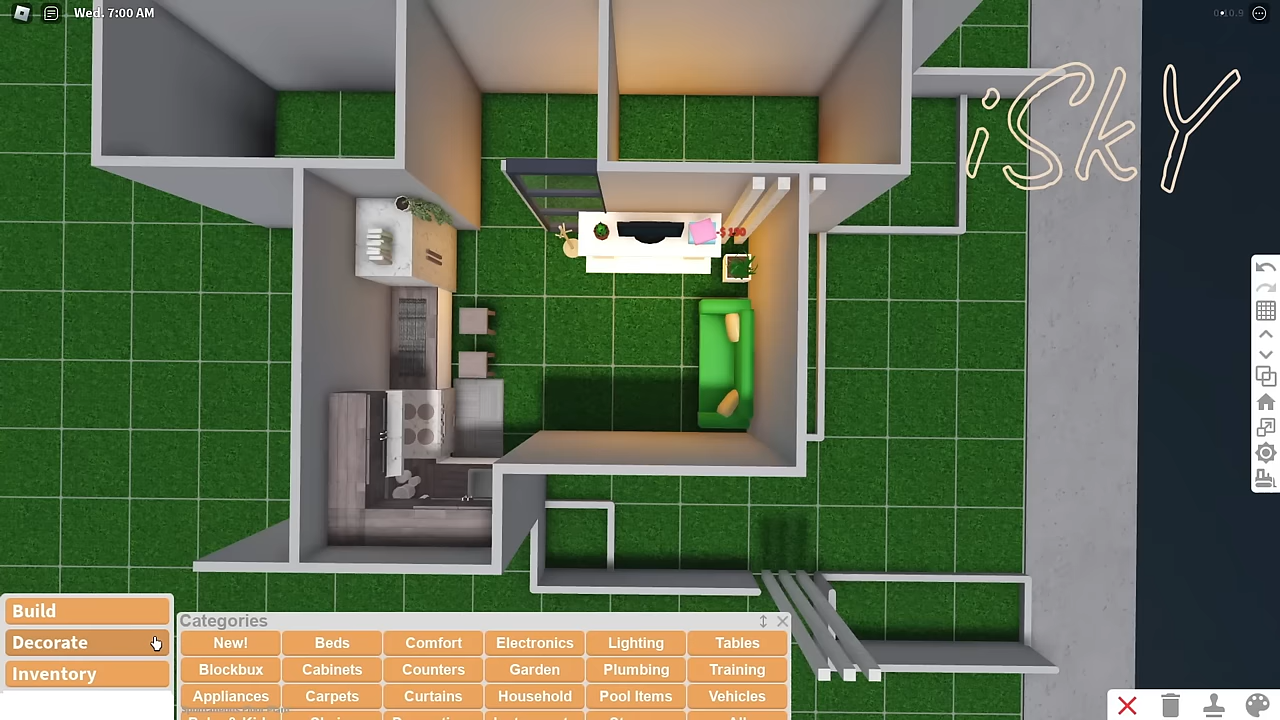 Wed. 7:00 AM
iSkY
Build
Decorate
Inventory
Categories
New! Beds Comfort Electronics Lighting Tables
Blockbux Cabinets Counters Garden Plumbing Training
Appliances Carpets Curtains Household Pool Items Vehicles